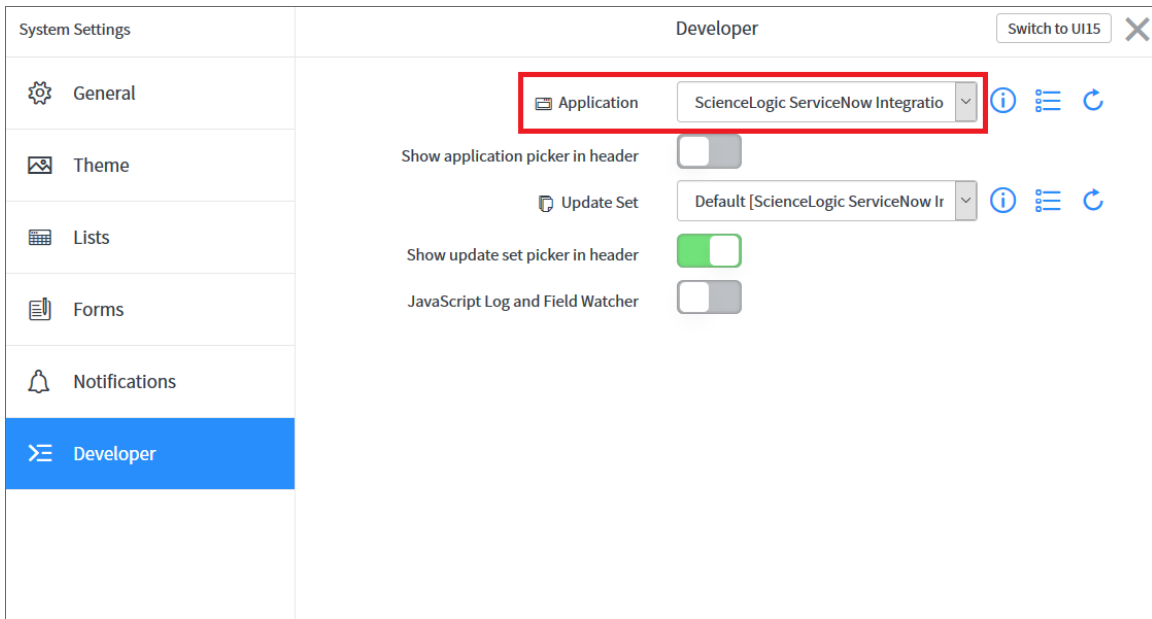 System Settings
Developer
Switch to UI15
General
Theme
Lists
Forms
Notifications
Developer
Application
ScienceLogic ServiceNow Integratio
Show application picker in header
Update Set
Default [ScienceLogic ServiceNow Ir
Show update set picker in header
JavaScript Log and Field Watcher